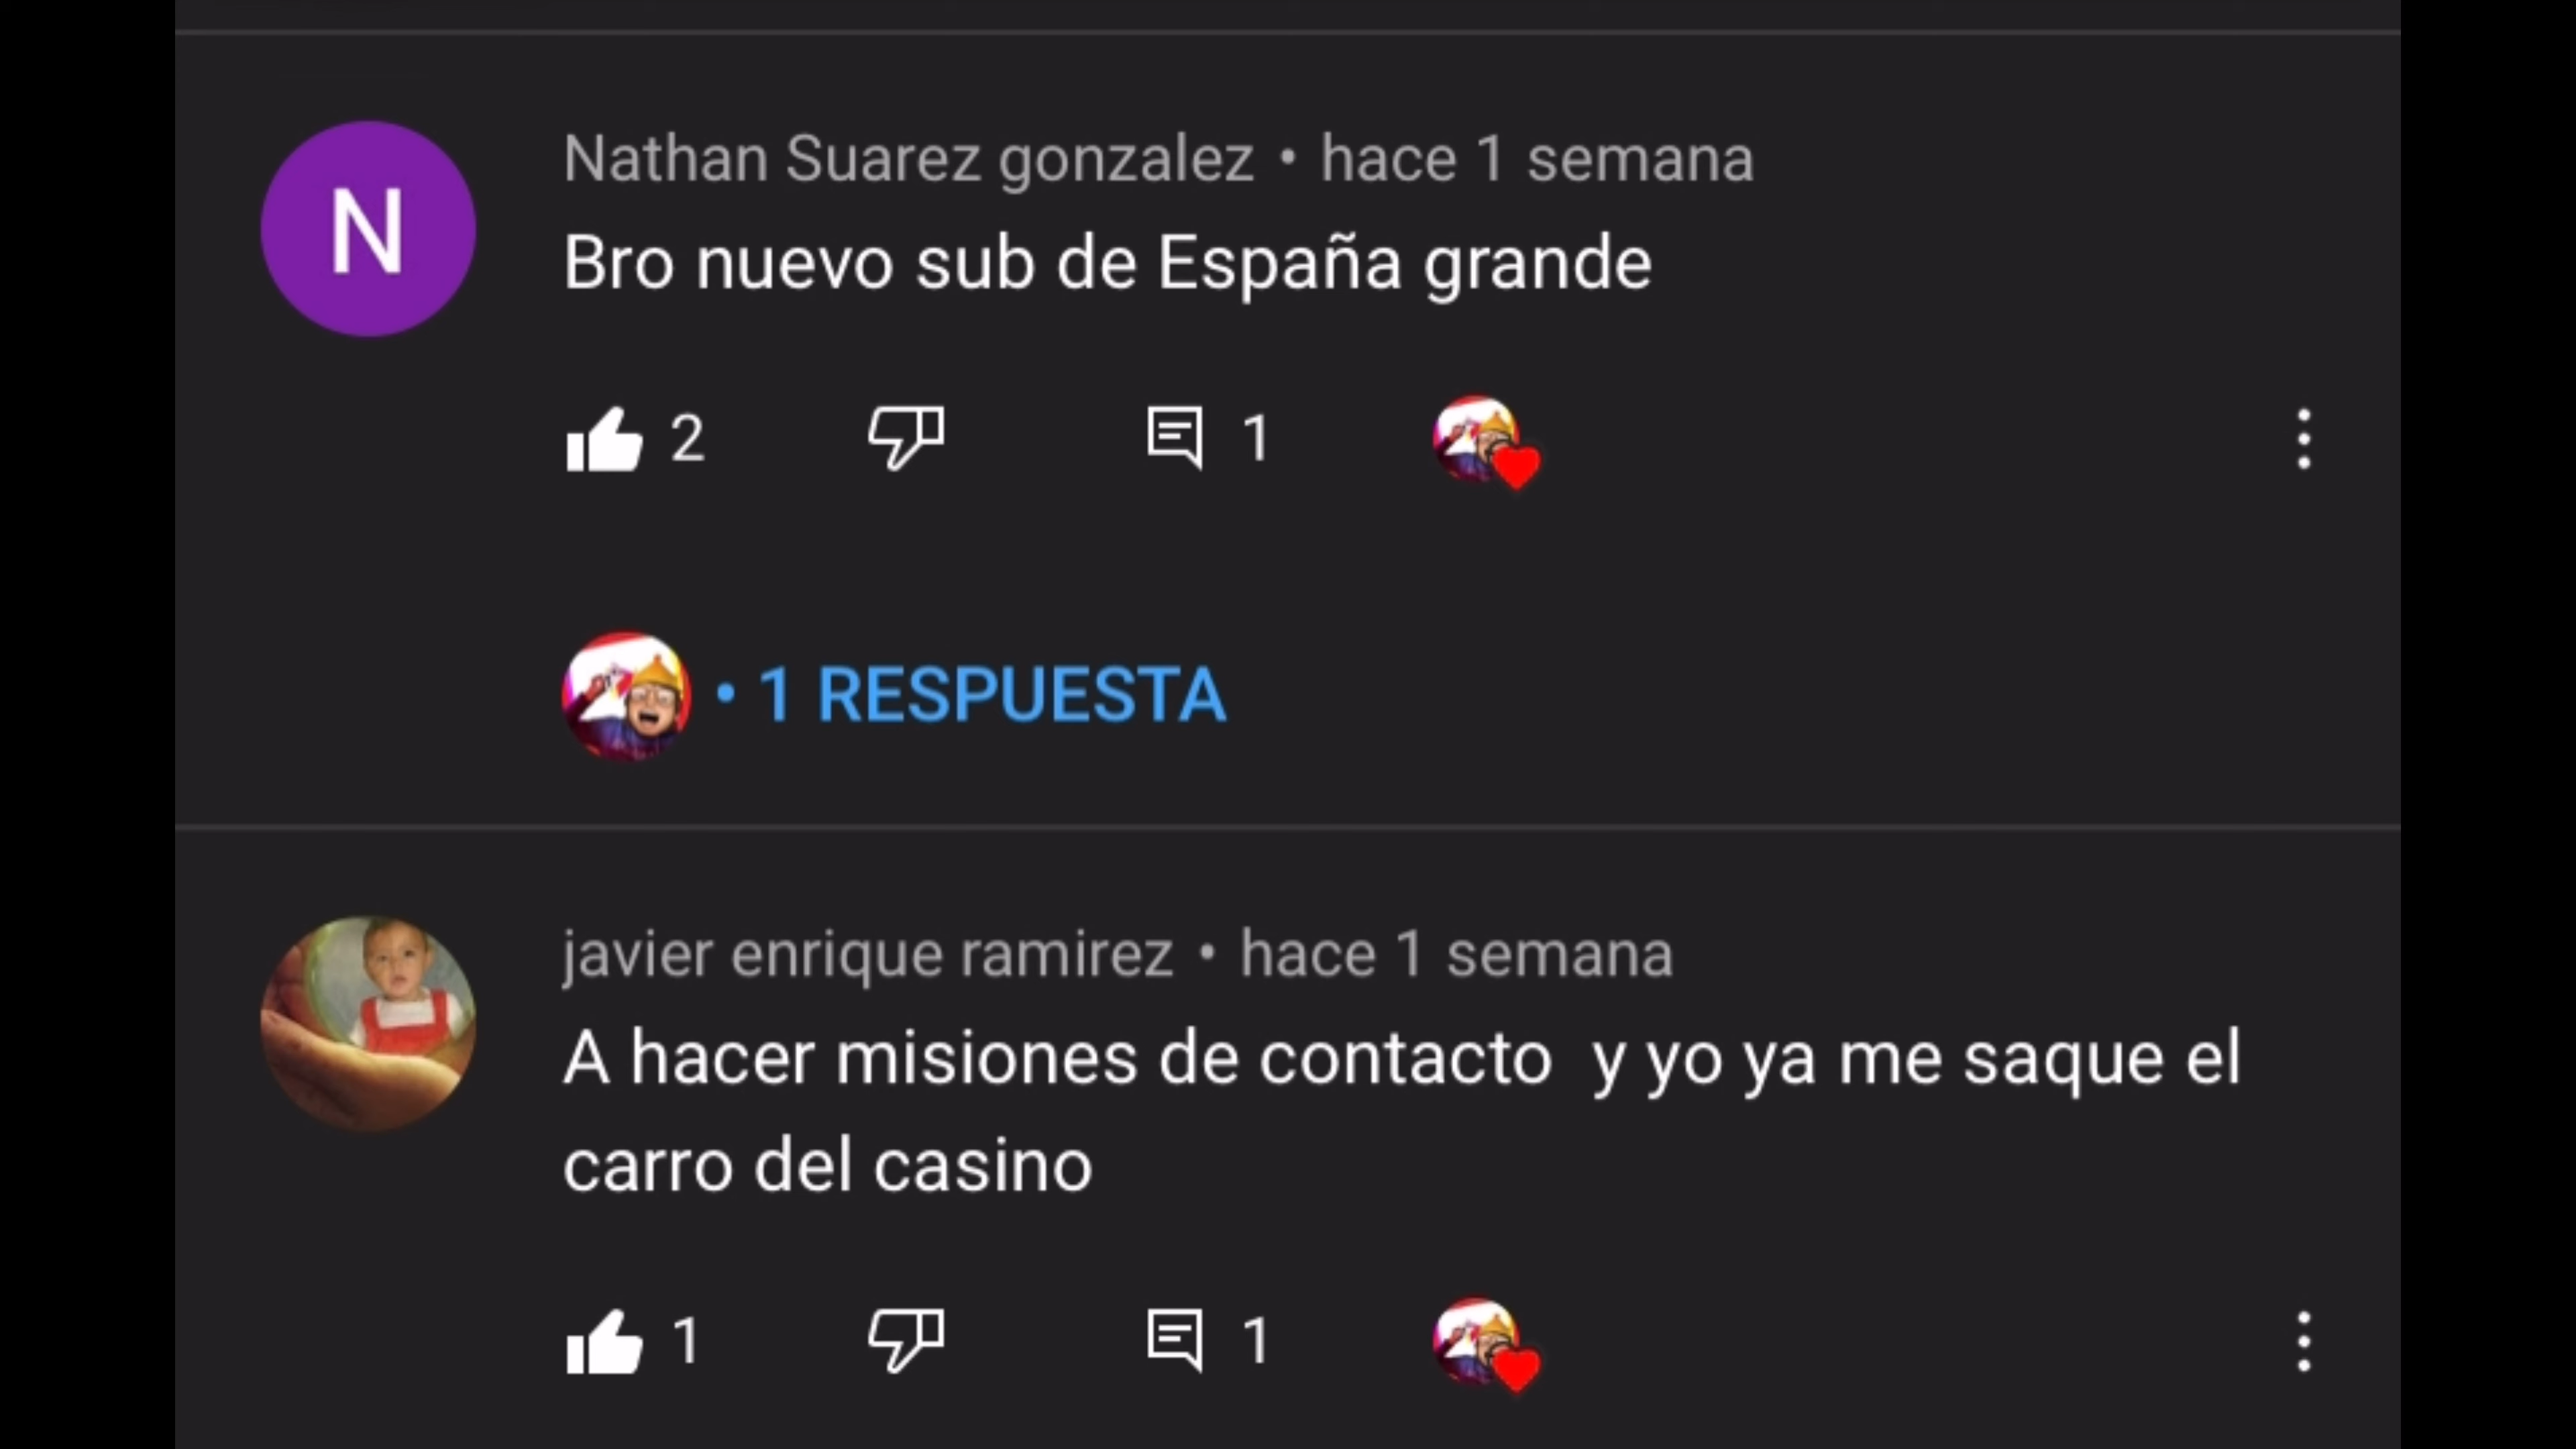 Nathan Suarez gonzalez • hace 1 semana
N
Bro nuevo sub de España grande
2 1
• 1 RESPUESTA
javier enrique ramirez • hace 1 semana
A hacer misiones de contacto  y yo ya me saque el
carro del casino
1 1